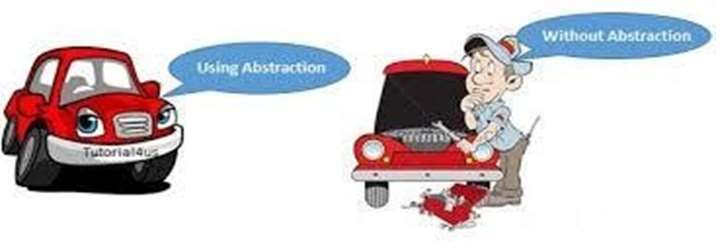 Using Abstraction
Without Abstraction
Tutorial4us